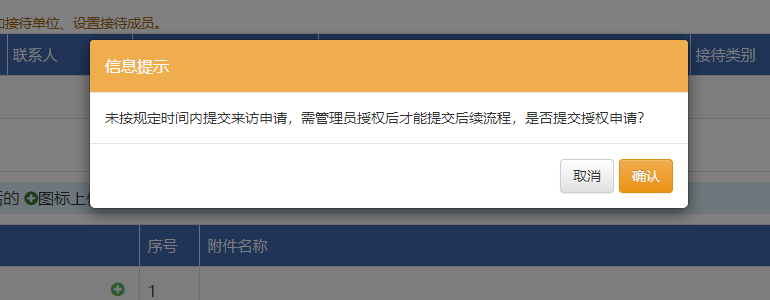 加接待单位、设置接待成员。
联系人
接待类别
信息提示
未按规定时间内提交来访申请，需管理员授权后才能提交后续流程，是否提交授权申请？
取消
确认
的
图标上
序号
附件名称
1